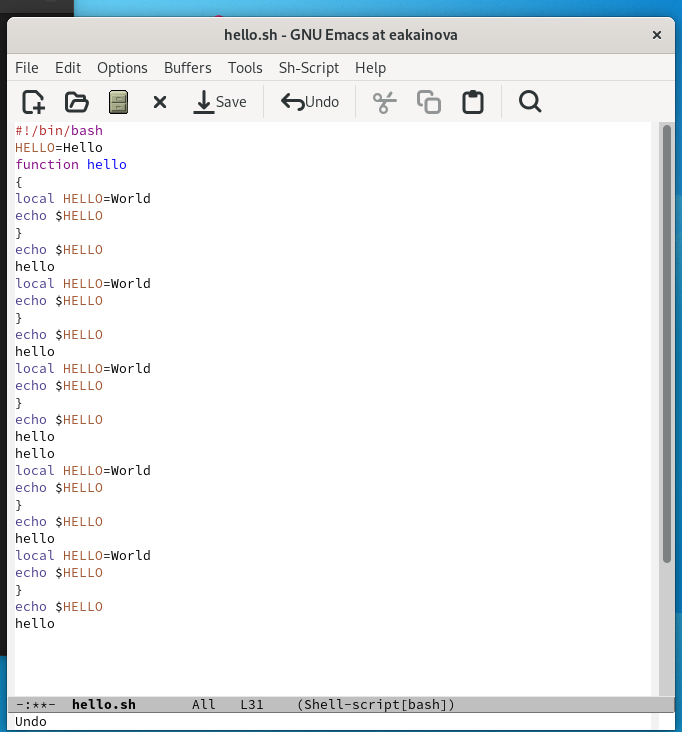 hello.sh - GNU Emacs at eakainova
File Edit Options Buffers Tools Sh-Script Help
Save Undo
#!/bin/bash
HELLO=Hello
function hello
{
local HELLO=World
echo $HELLO
}
echo $HELLO
hello
local HELLO=World
echo $HELLO
}
echo $HELLO
hello
local HELLO=World
echo $HELLO
}
echo $HELLO
hello
hello
local HELLO=World
echo $HELLO
}
echo $HELLO
hello
local HELLO=World
echo $HELLO
}
echo $HELLO
hello
-:**- hello.sh All L31 (Shell-script[bash])
Undo